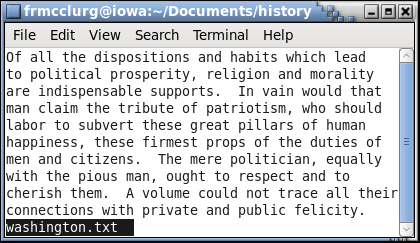 frmcclurg@iowa:~/Documents/history
File Edit View Search Terminal Help
Of all the dispositions and habits which lead
to political prosperity, religion and morality
are indispensable supports.  In vain would that
man claim the tribute of patriotism, who should
labor to subvert these great pillars of human
happiness, these firmest props of the duties of
men and citizens.  The mere politician, equally
with the pious man, ought to respect and to
cherish them.  A volume could not trace all their
connections with private and public felicity.
washington.txt